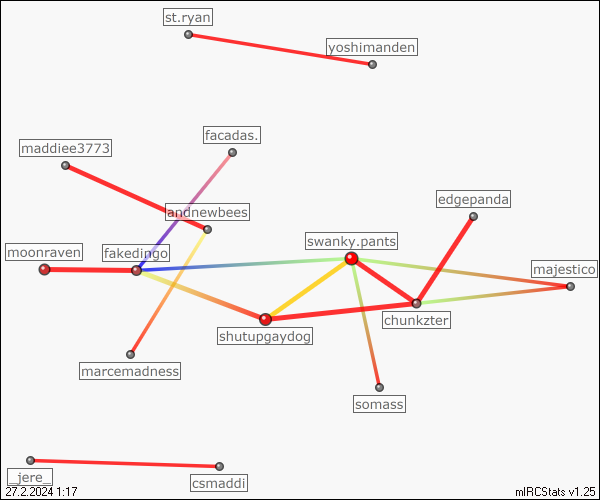 st.ryan
yoshimanden
facadas.
maddiee3773
edgepanda
andnewbees
swanky.pants
moonraven
fakedingo
majestico
chunkzter
shutupgaydog
marcemadness
somass
_jere_
csmaddi
27.2.2024 1:17
mIRCStats v1.25